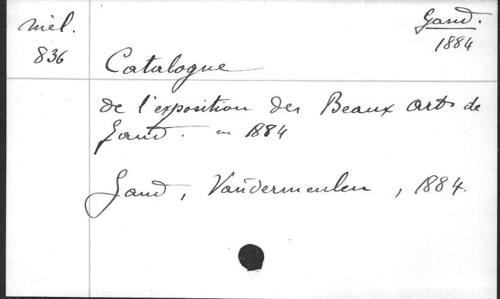 Mél.
836
Gand.
1884
Catalogue
de l'exposition des Beaux arts de
Gand. en 1884
Gand, Vandermeulen, 1884.